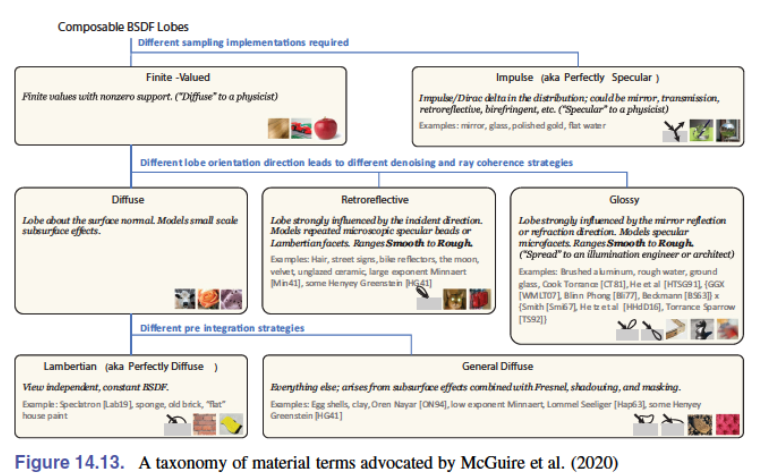 Composable BSDF Lobes
Different sampling implementations required
Finite -Valued
Finite values with nonzero support. ("Diffuse" to a physicist)
Impulse (aka Perfectly Specular )
Impulse/Dirac delta in the distribution; could be mirror, transmission,
retroreflective, birefringent, etc. ("Specular" to a physicist)
Examples: mirror, glass, polished gold, flat water
Different lobe orientation direction leads to different denoising and ray coherence strategies
Diffuse
Lobe about the surface normal. Models small scale
subsurface effects.
Retroreflective
Lobe strongly influenced by the incident direction.
Models repeated microscopic specular beads or
Lambertian facets. Ranges Smooth to Rough.
Examples: Hair, street signs, bike reflectors, the moon,
velvet, unglazed ceramic, large exponent Minnaert
[Min41], some Henyey Greenstein [HG41]
Glossy
Lobe strongly influenced by the mirror reflection
or refraction direction. Models specular
microfacets. Ranges Smooth to Rough.
("Spread" to an illumination engineer or architect)
Examples: Brushed aluminum, rough water, ground
glass, Cook Torrance [CT81], He et al [HTSG91], {GGX
[WMLT07], Blinn Phong [Bli77], Beckmann [BS63]} x
{Smith [Smi67], Heitz et al [HHdD16], Torrance Sparrow
[TS92]}
Different pre integration strategies
Lambertian (aka Perfectly Diffuse )
View independent, constant BSDF.
Example: Spectralon [Lab19], sponge, old brick, "flat"
house paint
General Diffuse
Everything else; arises from subsurface effects combined with Fresnel, shadowing, and masking.
Examples: Egg shells, clay, Oren Nayar [ON94], low exponent Minnaert, Lommel Seeliger [Hap63], some Henyey
Greenstein [HG41]
Figure 14.13. A taxonomy of material terms advocated by McGuire et al. (2020)